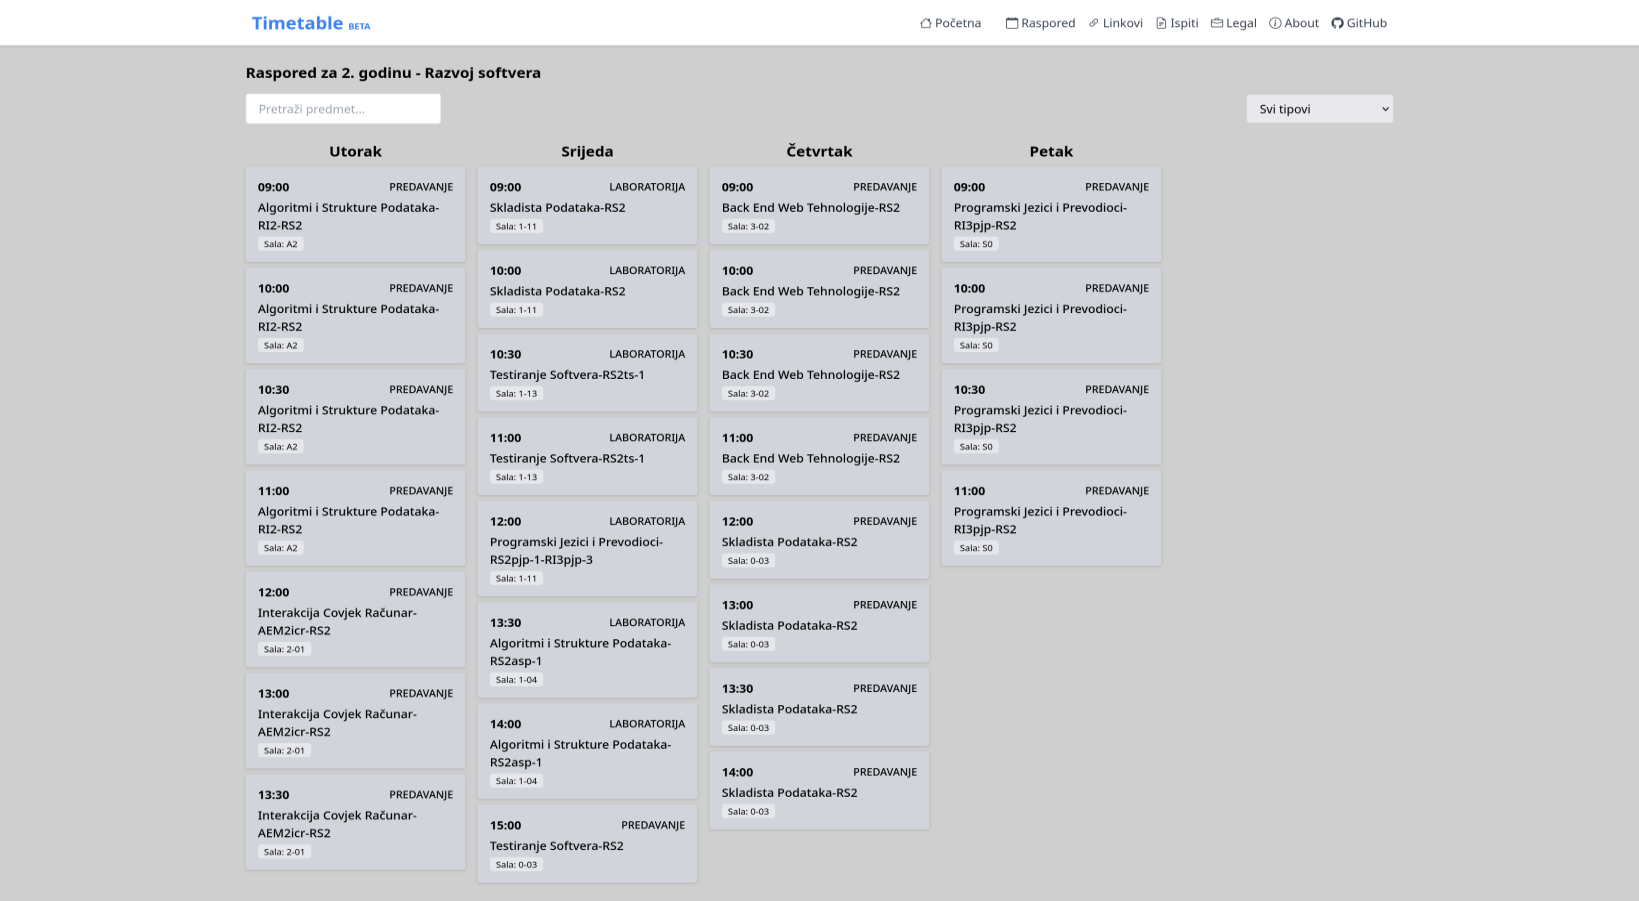 Timetable BETA
Početna
Raspored
Linkovi
Ispiti
Legal
About
GitHub
Raspored za 2. godinu - Razvoj softvera
Pretraži predmet...
Svi tipovi
Utorak
09:00 PREDAVANJE
Algoritmi i Strukture Podataka-
RI2-RS2
Sala: A2
10:00 PREDAVANJE
Algoritmi i Strukture Podataka-
RI2-RS2
Sala: A2
10:30 PREDAVANJE
Algoritmi i Strukture Podataka-
RI2-RS2
Sala: A2
11:00 PREDAVANJE
Algoritmi i Strukture Podataka-
RI2-RS2
Sala: A2
12:00 PREDAVANJE
Interakcija Covjek Računar-
AEM2icr-RS2
Sala: 2-01
13:00 PREDAVANJE
Interakcija Covjek Računar-
AEM2icr-RS2
Sala: 2-01
13:30 PREDAVANJE
Interakcija Covjek Računar-
AEM2icr-RS2
Sala: 2-01
Srijeda
09:00 LABORATORIJA
Skladista Podataka-RS2
Sala: 1-11
10:00 LABORATORIJA
Skladista Podataka-RS2
Sala: 1-11
10:30 LABORATORIJA
Testiranje Softvera-RS2ts-1
Sala: 1-13
11:00 LABORATORIJA
Testiranje Softvera-RS2ts-1
Sala: 1-13
12:00 LABORATORIJA
Programski Jezici i Prevodioci-
RS2pjp-1-RI3pjp-3
Sala: 1-11
13:30 LABORATORIJA
Algoritmi i Strukture Podataka-
RS2asp-1
Sala: 1-04
14:00 LABORATORIJA
Algoritmi i Strukture Podataka-
RS2asp-1
Sala: 1-04
15:00 PREDAVANJE
Testiranje Softvera-RS2
Sala: 0-03
Četvrtak
09:00 PREDAVANJE
Back End Web Tehnologije-RS2
Sala: 3-02
10:00 PREDAVANJE
Back End Web Tehnologije-RS2
Sala: 3-02
10:30 PREDAVANJE
Back End Web Tehnologije-RS2
Sala: 3-02
11:00 PREDAVANJE
Back End Web Tehnologije-RS2
Sala: 3-02
12:00 PREDAVANJE
Skladista Podataka-RS2
Sala: 0-03
13:00 PREDAVANJE
Skladista Podataka-RS2
Sala: 0-03
13:30 PREDAVANJE
Skladista Podataka-RS2
Sala: 0-03
14:00 PREDAVANJE
Skladista Podataka-RS2
Sala: 0-03
Petak
09:00 PREDAVANJE
Programski Jezici i Prevodioci-
RI3pjp-RS2
Sala: S0
10:00 PREDAVANJE
Programski Jezici i Prevodioci-
RI3pjp-RS2
Sala: S0
10:30 PREDAVANJE
Programski Jezici i Prevodioci-
RI3pjp-RS2
Sala: S0
11:00 PREDAVANJE
Programski Jezici i Prevodioci-
RI3pjp-RS2
Sala: S0